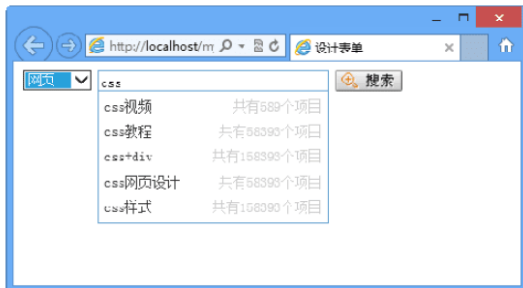 http://localhost/m
设计表单
网页 css 搜索
css视频 共有589个项目
css教程 共有58393个项目
css+div 共有158393个项目
css网页设计 共有58393个项目
css样式 共有158393个项目